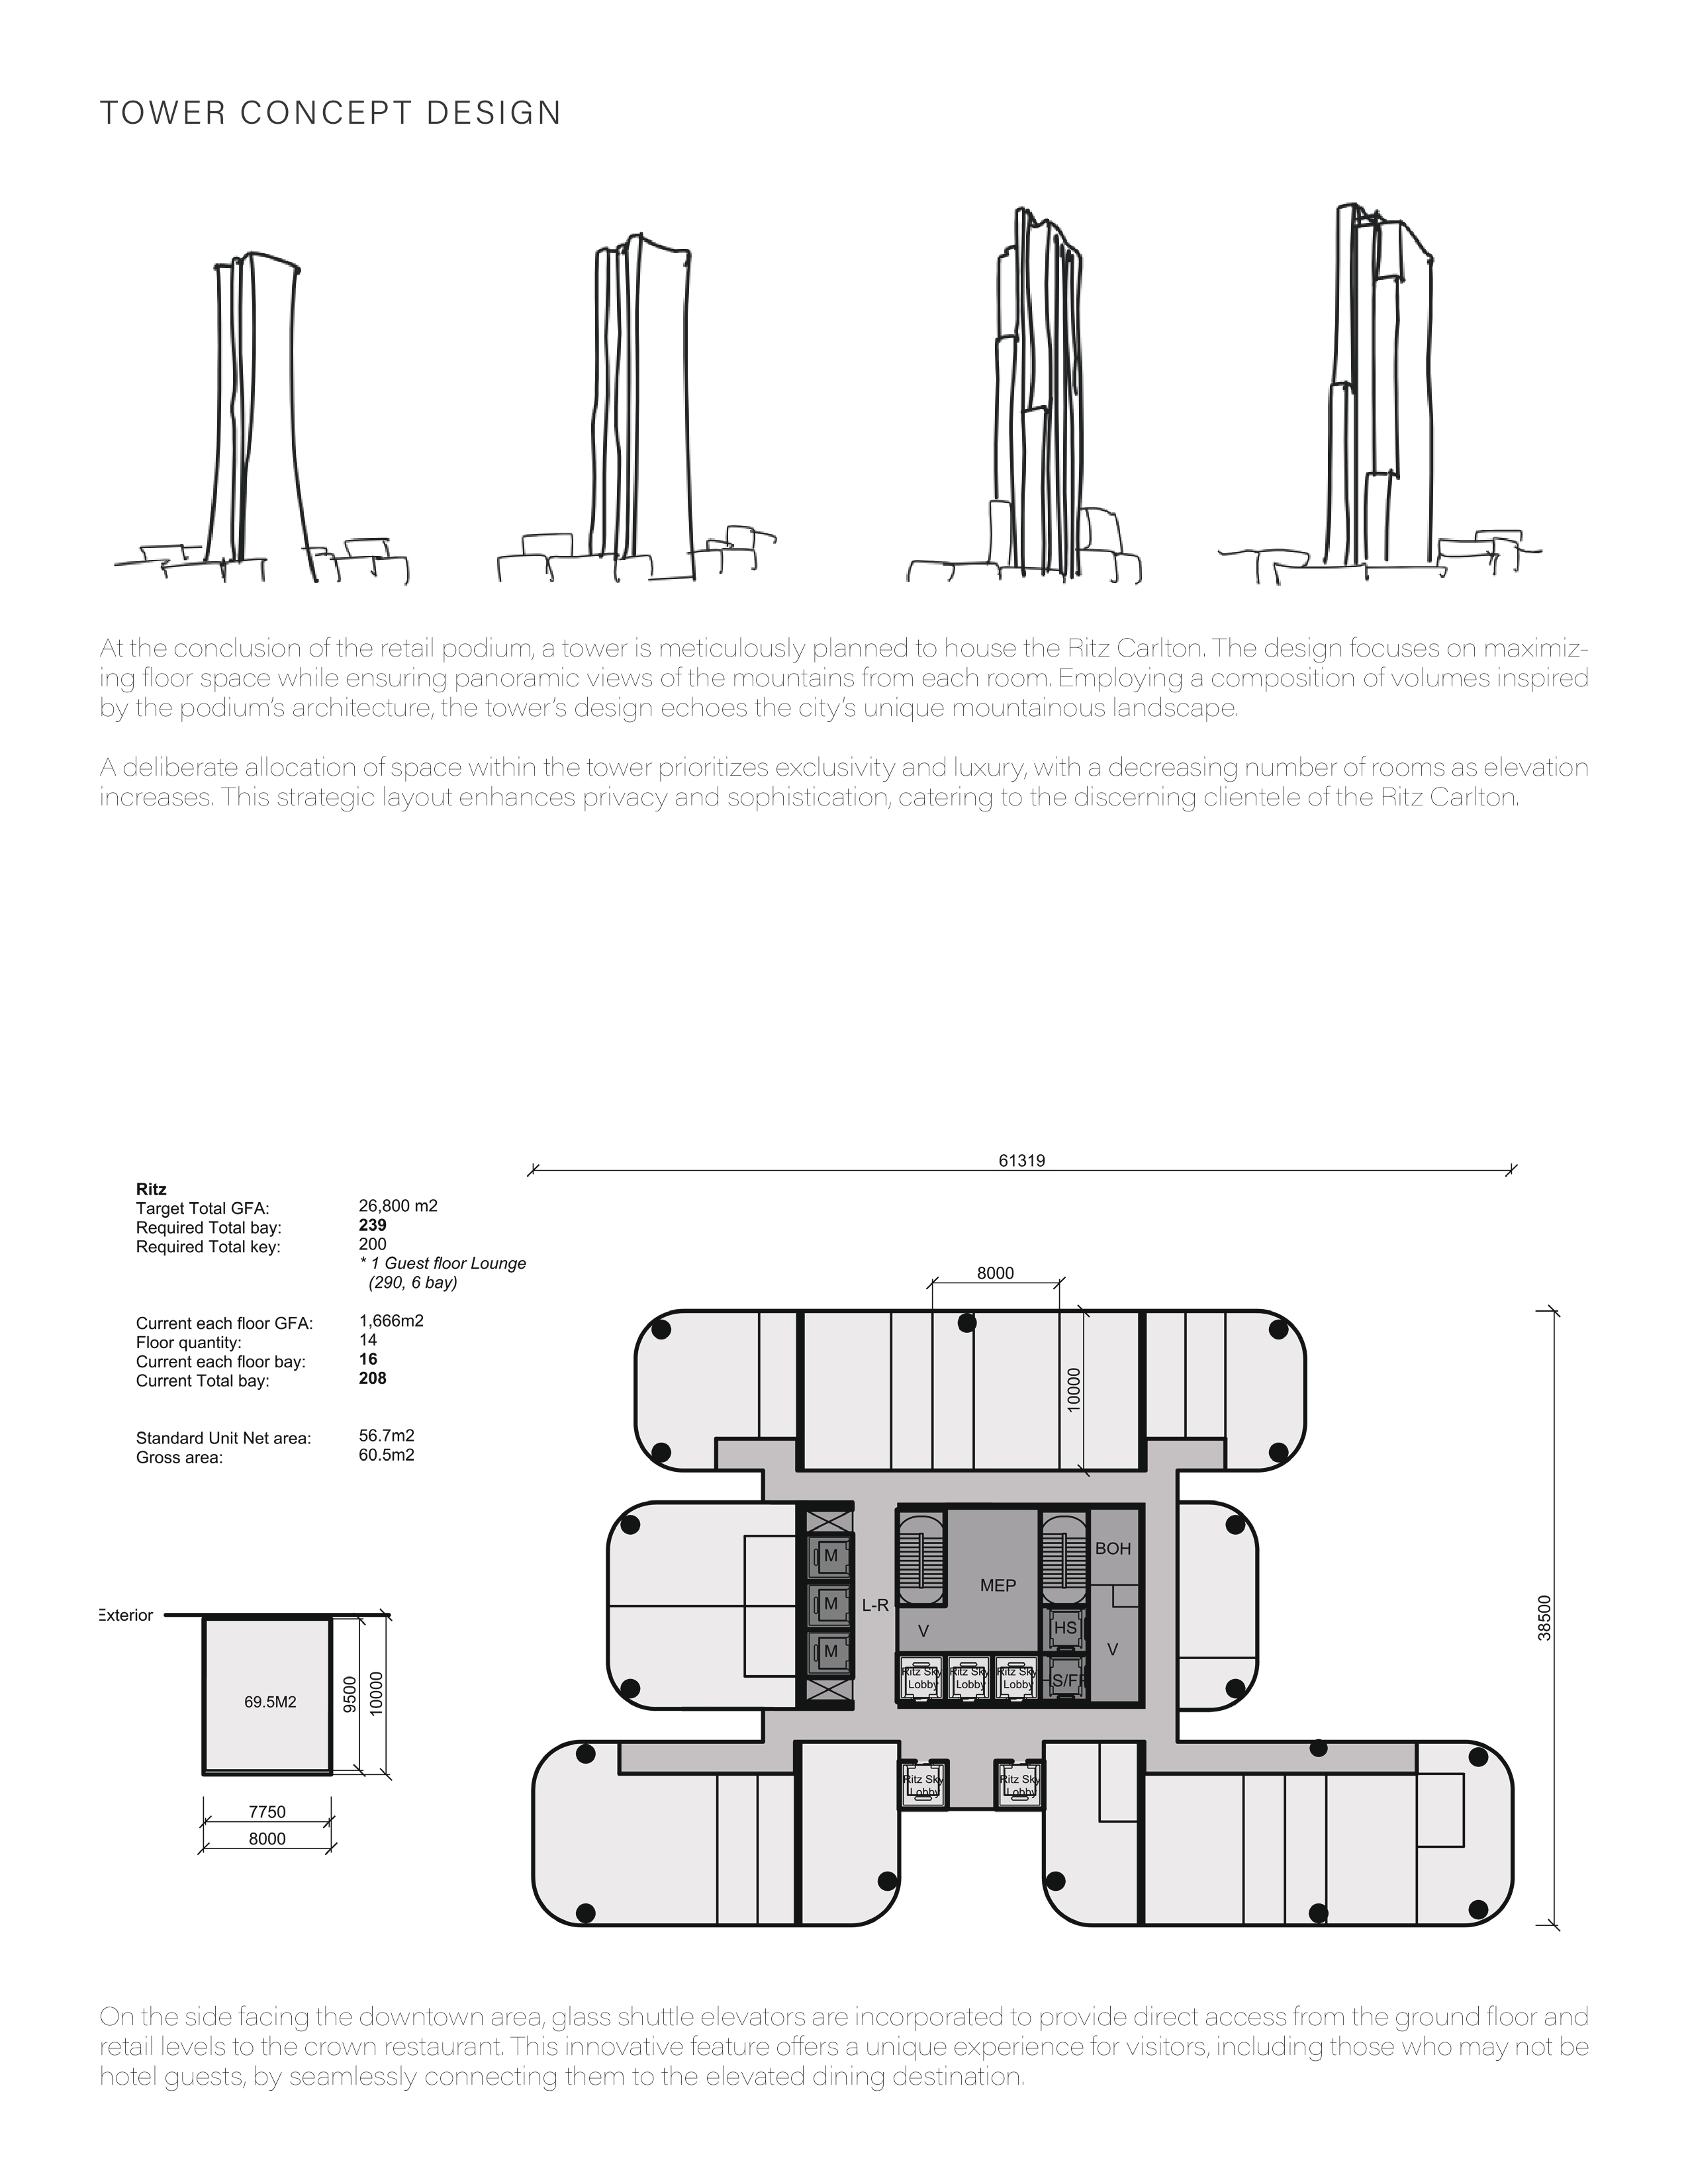 TOWER CONCEPT DESIGN
At the conclusion of the retail podium, a tower is meticulously planned to house the Ritz Carlton. The design focuses on maximiz-
ing floor space while ensuring panoramic views of the mountains from each room. Employing a composition of volumes inspired
by the podium's architecture, the tower's design echoes the city's unique mountainous landscape.
A deliberate allocation of space within the tower prioritizes exclusivity and luxury, with a decreasing number of rooms as elevation
increases. This strategic layout enhances privacy and sophistication, catering to the discerning clientele of the Ritz Carlton.
61319
Ritz
Target Total GFA: 26,800 m2
Required Total bay: 239
Required Total key: 200
* 1 Guest floor Lounge
(290, 6 bay)
Current each floor GFA: 1,666m2
Floor quantity: 14
Current each floor bay: 16
Current Total bay: 208
Standard Unit Net area: 56.7m2
Gross area: 60.5m2
8000
10000
M
M
M
L-R
MEP
BOH
V
HS
V
Ritz Sky
Lobby
Ritz Sky
Lobby
Ritz Sky
Lobby
S/F
38500
Ritz Sky
Lobby
Ritz Sky
Lobby
Exterior
69.5M2
9500
10000
7750
8000
On the side facing the downtown area, glass shuttle elevators are incorporated to provide direct access from the ground floor and
retail levels to the crown restaurant. This innovative feature offers a unique experience for visitors, including those who may not be
hotel guests, by seamlessly connecting them to the elevated dining destination.